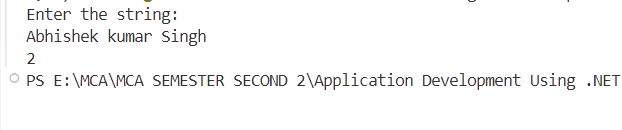 Enter the string:
Abhishek kumar Singh
2
PS E:\MCA\MCA SEMESTER SECOND 2\Application Development Using .NET